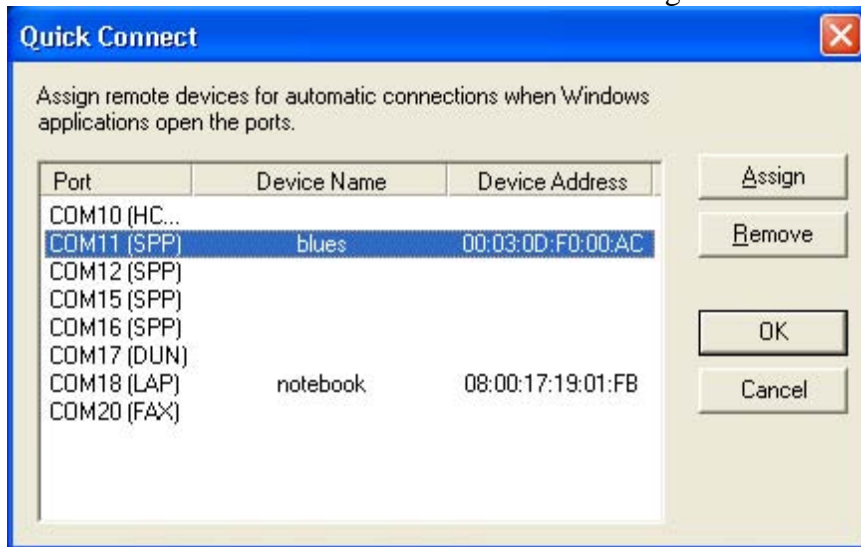 Quick Connect
Assign remote devices for automatic connections when Windows
applications open the ports.
Port Device Name Device Address
COM10 (HC...
COM11 (SPP) blues 00:03:0D:F0:00:AC
COM12 (SPP)
COM15 (SPP)
COM16 (SPP)
COM17 (DUN)
COM18 (LAP) notebook 08:00:17:19:01:FB
COM20 (FAX)
Assign
Remove
OK
Cancel